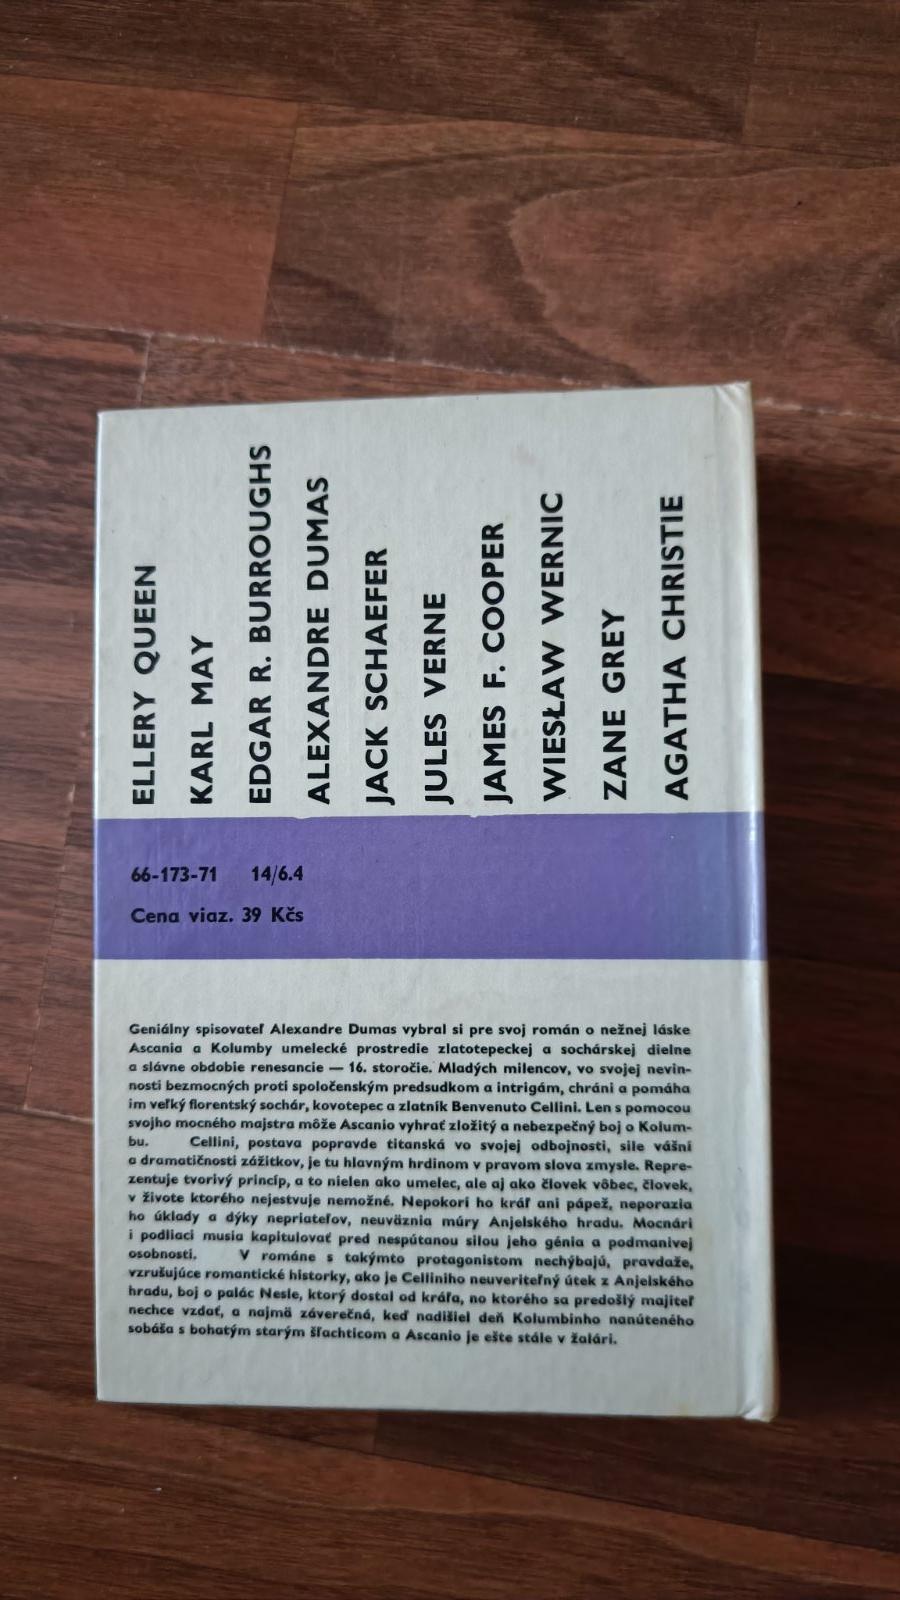 ELLERY QUEEN
KARL MAY
EDGAR R. BURROUGHS
ALEXANDRE DUMAS
JACK SCHAEFER
JULES VERNE
JAMES F. COOPER
WIESŁAW WERNIC
ZANE GREY
AGATHA CHRISTIE
66-173-71 14/6.4
Cena viaz. 39 Kčs
Geniálny spisovateľ Alexandre Dumas vybral si pre svoj román o nežnej láske
Ascania a Kolumby umelecké prostredie zlatotepeckej a sochárskej dielne
a slávne obdobie renesancie — 16. storočie. Mladých milencov, vo svojej nevin-
nosti bezmocných proti spoločenským predsudkom a intrigám, chráni a pomáha
im veľký florentský sochár, kovotepec a zlatník Benvenuto Cellini. Len s pomocou
svojho mocného majstra môže Ascanio vyhrať zložitý a nebezpečný boj o Kolum-
bu. Cellini, postava popravde titanská vo svojej odbojnosti, sile vášní
a dramatičnosti zážitkov, je tu hlavným hrdinom v pravom slova zmysle. Repre-
zentuje tvorivý princíp, a to nielen ako umelec, ale aj ako človek vôbec, človek,
v živote ktorého nejestvuje nemožné. Nepokorí ho kráľ ani pápež, neporazia
ho úklady a dýky nepriateľov, neuväznia múry Anjelského hradu. Mocnári
i podliaci musia kapitulovať pred nespútanou silou jeho génia a podmanivej
osobnosti. V románe s takýmto protagonistom nechýbajú, pravdaže,
vzrušujúce romantické historky, ako je Celliniho neuveriteľný útek z Anjelského
hradu, boj o palác Nesle, ktorý dostal od kráľa, no ktorého sa predošlý majiteľ
nechce vzdať, a najmä záverečná, keď nadišiel deň Kolumbinho nanúteného
sobáša s bohatým starým šľachticom a Ascanio je ešte stále v žalári.